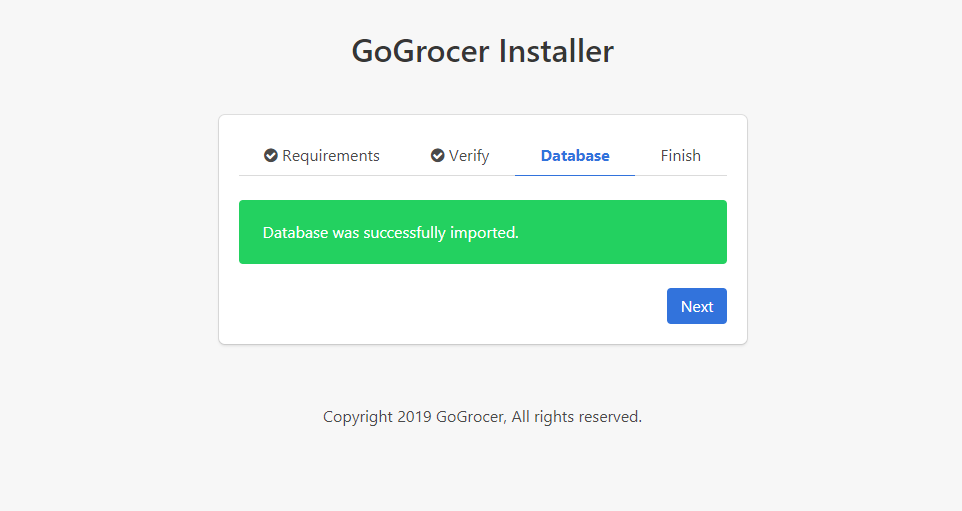 GoGrocer Installer
Requirements Verify Database Finish
Database was successfully imported.
Next
Copyright 2019 GoGrocer, All rights reserved.